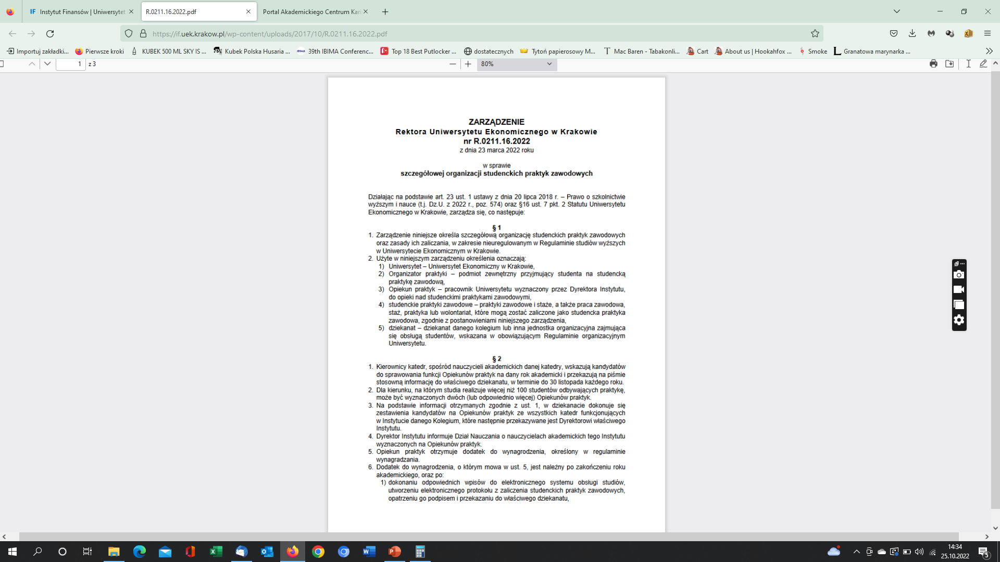 Instytut Finansów | Uniwersytet
R.0211.16.2022.pdf
Portal Akademickiego Centrum Kari
https://if.uek.krakow.pl/wp-content/uploads/2017/10/R.0211.16.2022.pdf
Importuj zakładki...
Pierwsze kroki
KUBEK 500 ML SKY IS ...
Kubek Polska Husaria ...
39th IBIMA Conferenc...
Top 18 Best Putlocker ...
dostatecznych
Tytoń papierosowy M...
Mac Baren - Tabakonli...
Cart
About us | Hookahfox ...
Smoke
Granatowa marynarka ...
1 z 3
80%
ZARZĄDZENIE
Rektora Uniwersytetu Ekonomicznego w Krakowie
nr R.0211.16.2022
z dnia 23 marca 2022 roku
w sprawie
szczegółowej organizacji studenckich praktyk zawodowych
Działając na podstawie art. 23 ust. 1 ustawy z dnia 20 lipca 2018 r. – Prawo o szkolnictwie
wyższym i nauce (t.j. Dz.U. z 2022 r., poz. 574) oraz §16 ust. 7 pkt. 2 Statutu Uniwersytetu
Ekonomicznego w Krakowie, zarządza się, co następuje:
§ 1
1. Zarządzenie niniejsze określa szczegółową organizację studenckich praktyk zawodowych
oraz zasady ich zaliczania, w zakresie nieuregulowanym w Regulaminie studiów wyższych
w Uniwersytecie Ekonomicznym w Krakowie.
2. Użyte w niniejszym zarządzeniu określenia oznaczają:
1) Uniwersytet – Uniwersytet Ekonomiczny w Krakowie,
2) Organizator praktyki – podmiot zewnętrzny przyjmujący studenta na studencką
praktykę zawodową,
3) Opiekun praktyk – pracownik Uniwersytetu wyznaczony przez Dyrektora Instytutu,
do opieki nad studenckimi praktykami zawodowymi,
4) studenckie praktyki zawodowe – praktyki zawodowe i staże, a także praca zawodowa,
staż, praktyka lub wolontariat, które mogą zostać zaliczone jako studencka praktyka
zawodowa, zgodnie z postanowieniami niniejszego zarządzenia,
5) dziekanat – dziekanat danego kolegium lub inna jednostka organizacyjna zajmująca
się obsługą studentów, wskazana w obowiązującym Regulaminie organizacyjnym
Uniwersytetu.
§ 2
1. Kierownicy katedr, spośród nauczycieli akademickich danej katedry, wskazują kandydatów
do sprawowania funkcji Opiekunów praktyk na dany rok akademicki i przekazują na piśmie
stosowną informację do właściwego dziekanatu, w terminie do 30 listopada każdego roku.
2. Dla kierunku, na którym studia realizuje więcej niż 100 studentów odbywających praktykę,
może być wyznaczonych dwóch (lub odpowiednio więcej) Opiekunów praktyk.
3. Na podstawie informacji otrzymanych zgodnie z ust. 1, w dziekanacie dokonuje się
zestawienia kandydatów na Opiekunów praktyk ze wszystkich katedr funkcjonujących
w Instytucie danego Kolegium, które następnie przekazywane jest Dyrektorowi właściwego
Instytutu.
4. Dyrektor Instytutu informuje Dział Nauczania o nauczycielach akademickich tego Instytutu
wyznaczonych na Opiekunów praktyk.
5. Opiekun praktyk otrzymuje dodatek do wynagrodzenia, określony w regulaminie
wynagradzania.
6. Dodatek do wynagrodzenia, o którym mowa w ust. 5, jest należny po zakończeniu roku
akademickiego, oraz po:
1) dokonaniu odpowiednich wpisów do elektronicznego systemu obsługi studiów,
utworzeniu elektronicznego protokołu z zaliczenia studenckich praktyk zawodowych,
opatrzeniu go podpisem i przekazaniu do właściwego dziekanatu,
14:34
25.10.2022
5